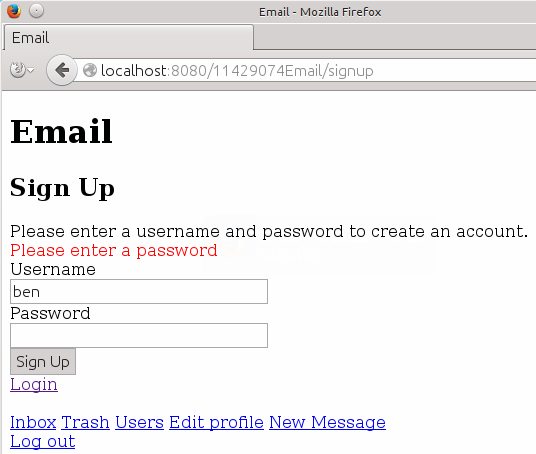 Email - Mozilla Firefox
Email
localhost:8080/11429074Email/signup
Email
Sign Up
Please enter a username and password to create an account.
Please enter a password
Username
ben
Password
Sign Up
Login
Inbox Trash Users Edit profile New Message
Log out